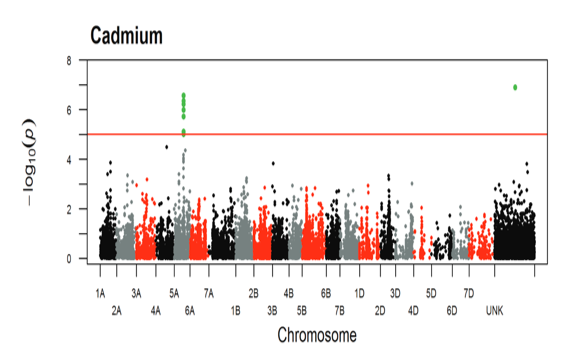 Cadmium
8
6
4
2
0
−log₁₀(p)
1A 3A 5A 7A 2B 4B 6B 1D 3D 5D 7D
2A 4A 6A 1B 3B 5B 7B 2D 4D 6D UNK
Chromosome